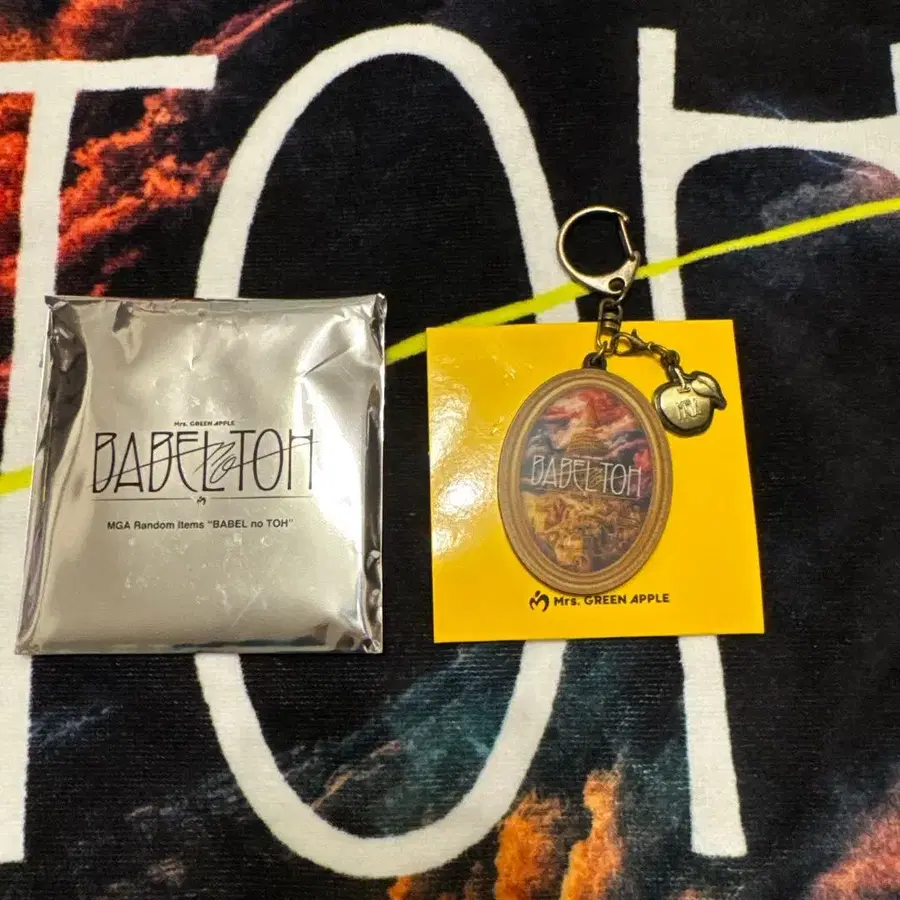 TOH
Mrs. GREEN APPLE
BABEL no TOH
MGA Random Items "BABEL no TOH"
BABEL no TOH
Mrs. GREEN APPLE